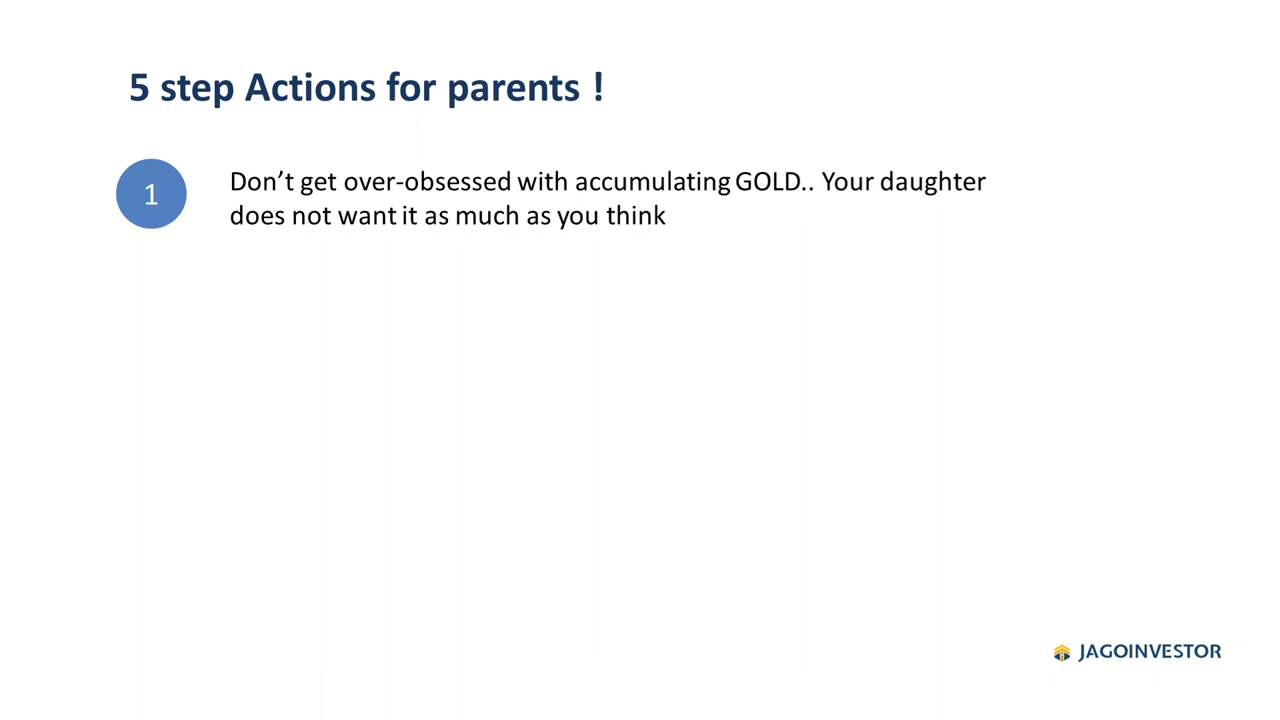 5 step Actions for parents !
1
Don’t get over-obsessed with accumulating GOLD.. Your daughter
does not want it as much as you think
JAGOINVESTOR